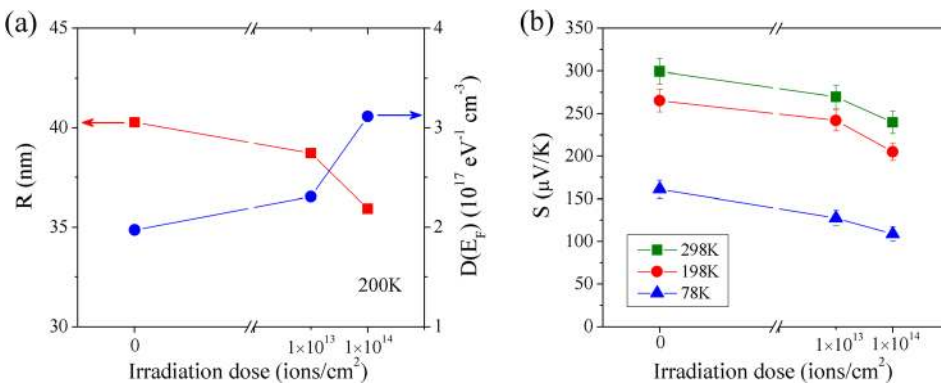 (a)
45
40
35
30
R (nm)
4
3
2
1
D(E_F) (10^17 eV^-1 cm^-3)
200K
0
1×10^13
1×10^14
Irradiation dose (ions/cm^2)
(b)
350
300
250
200
150
100
50
0
S (μV/K)
298K
198K
78K
0
1×10^13
1×10^14
Irradiation dose (ions/cm^2)